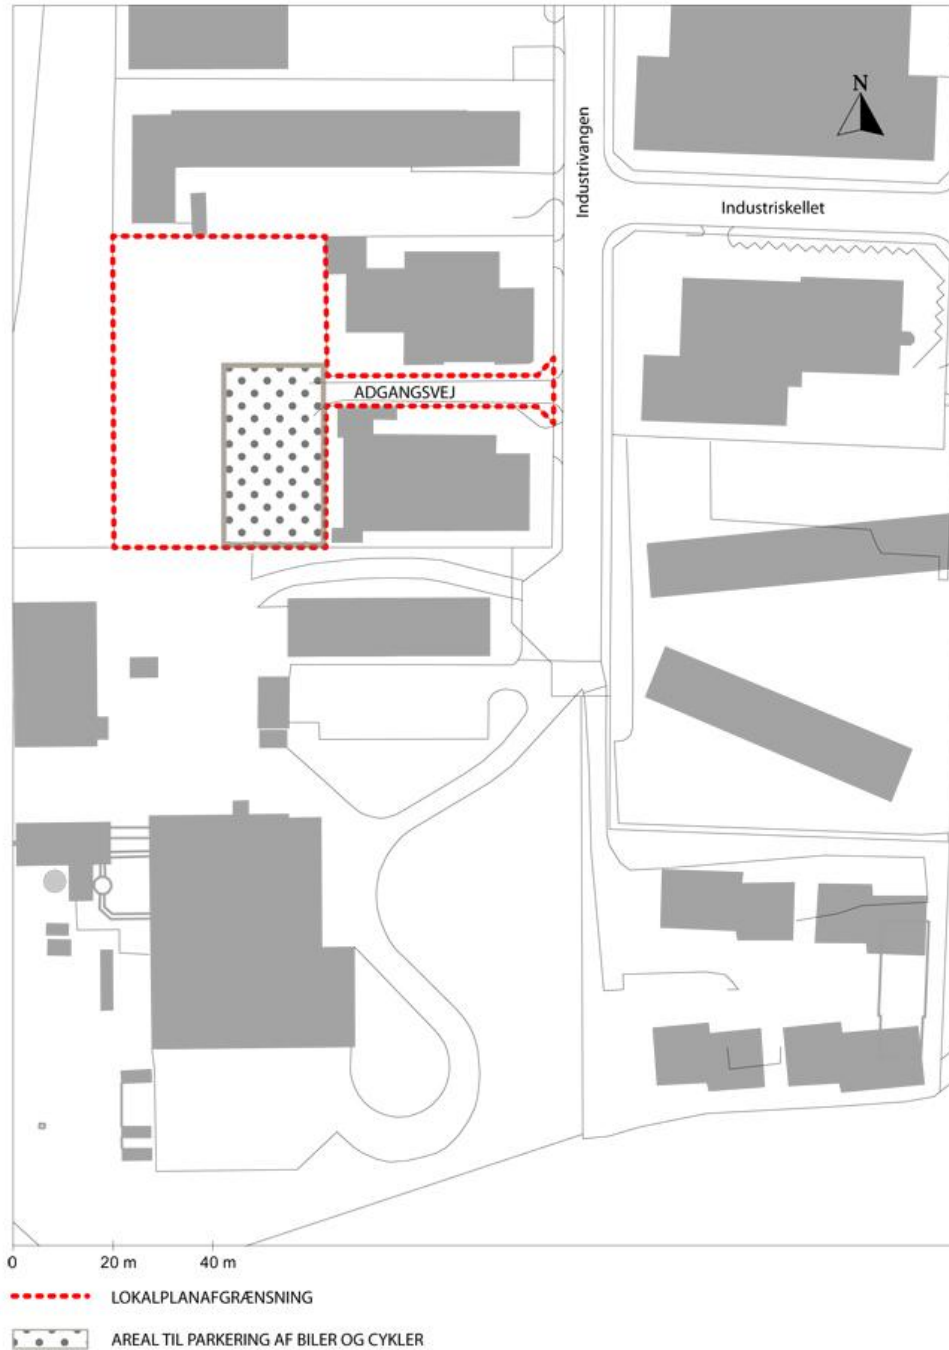 N
Industrivangen
Industriskellet
ADGANGSVEJ
0 20 m 40 m
LOKALPLANAFGRÆNSNING
AREAL TIL PARKERING AF BILER OG CYKLER